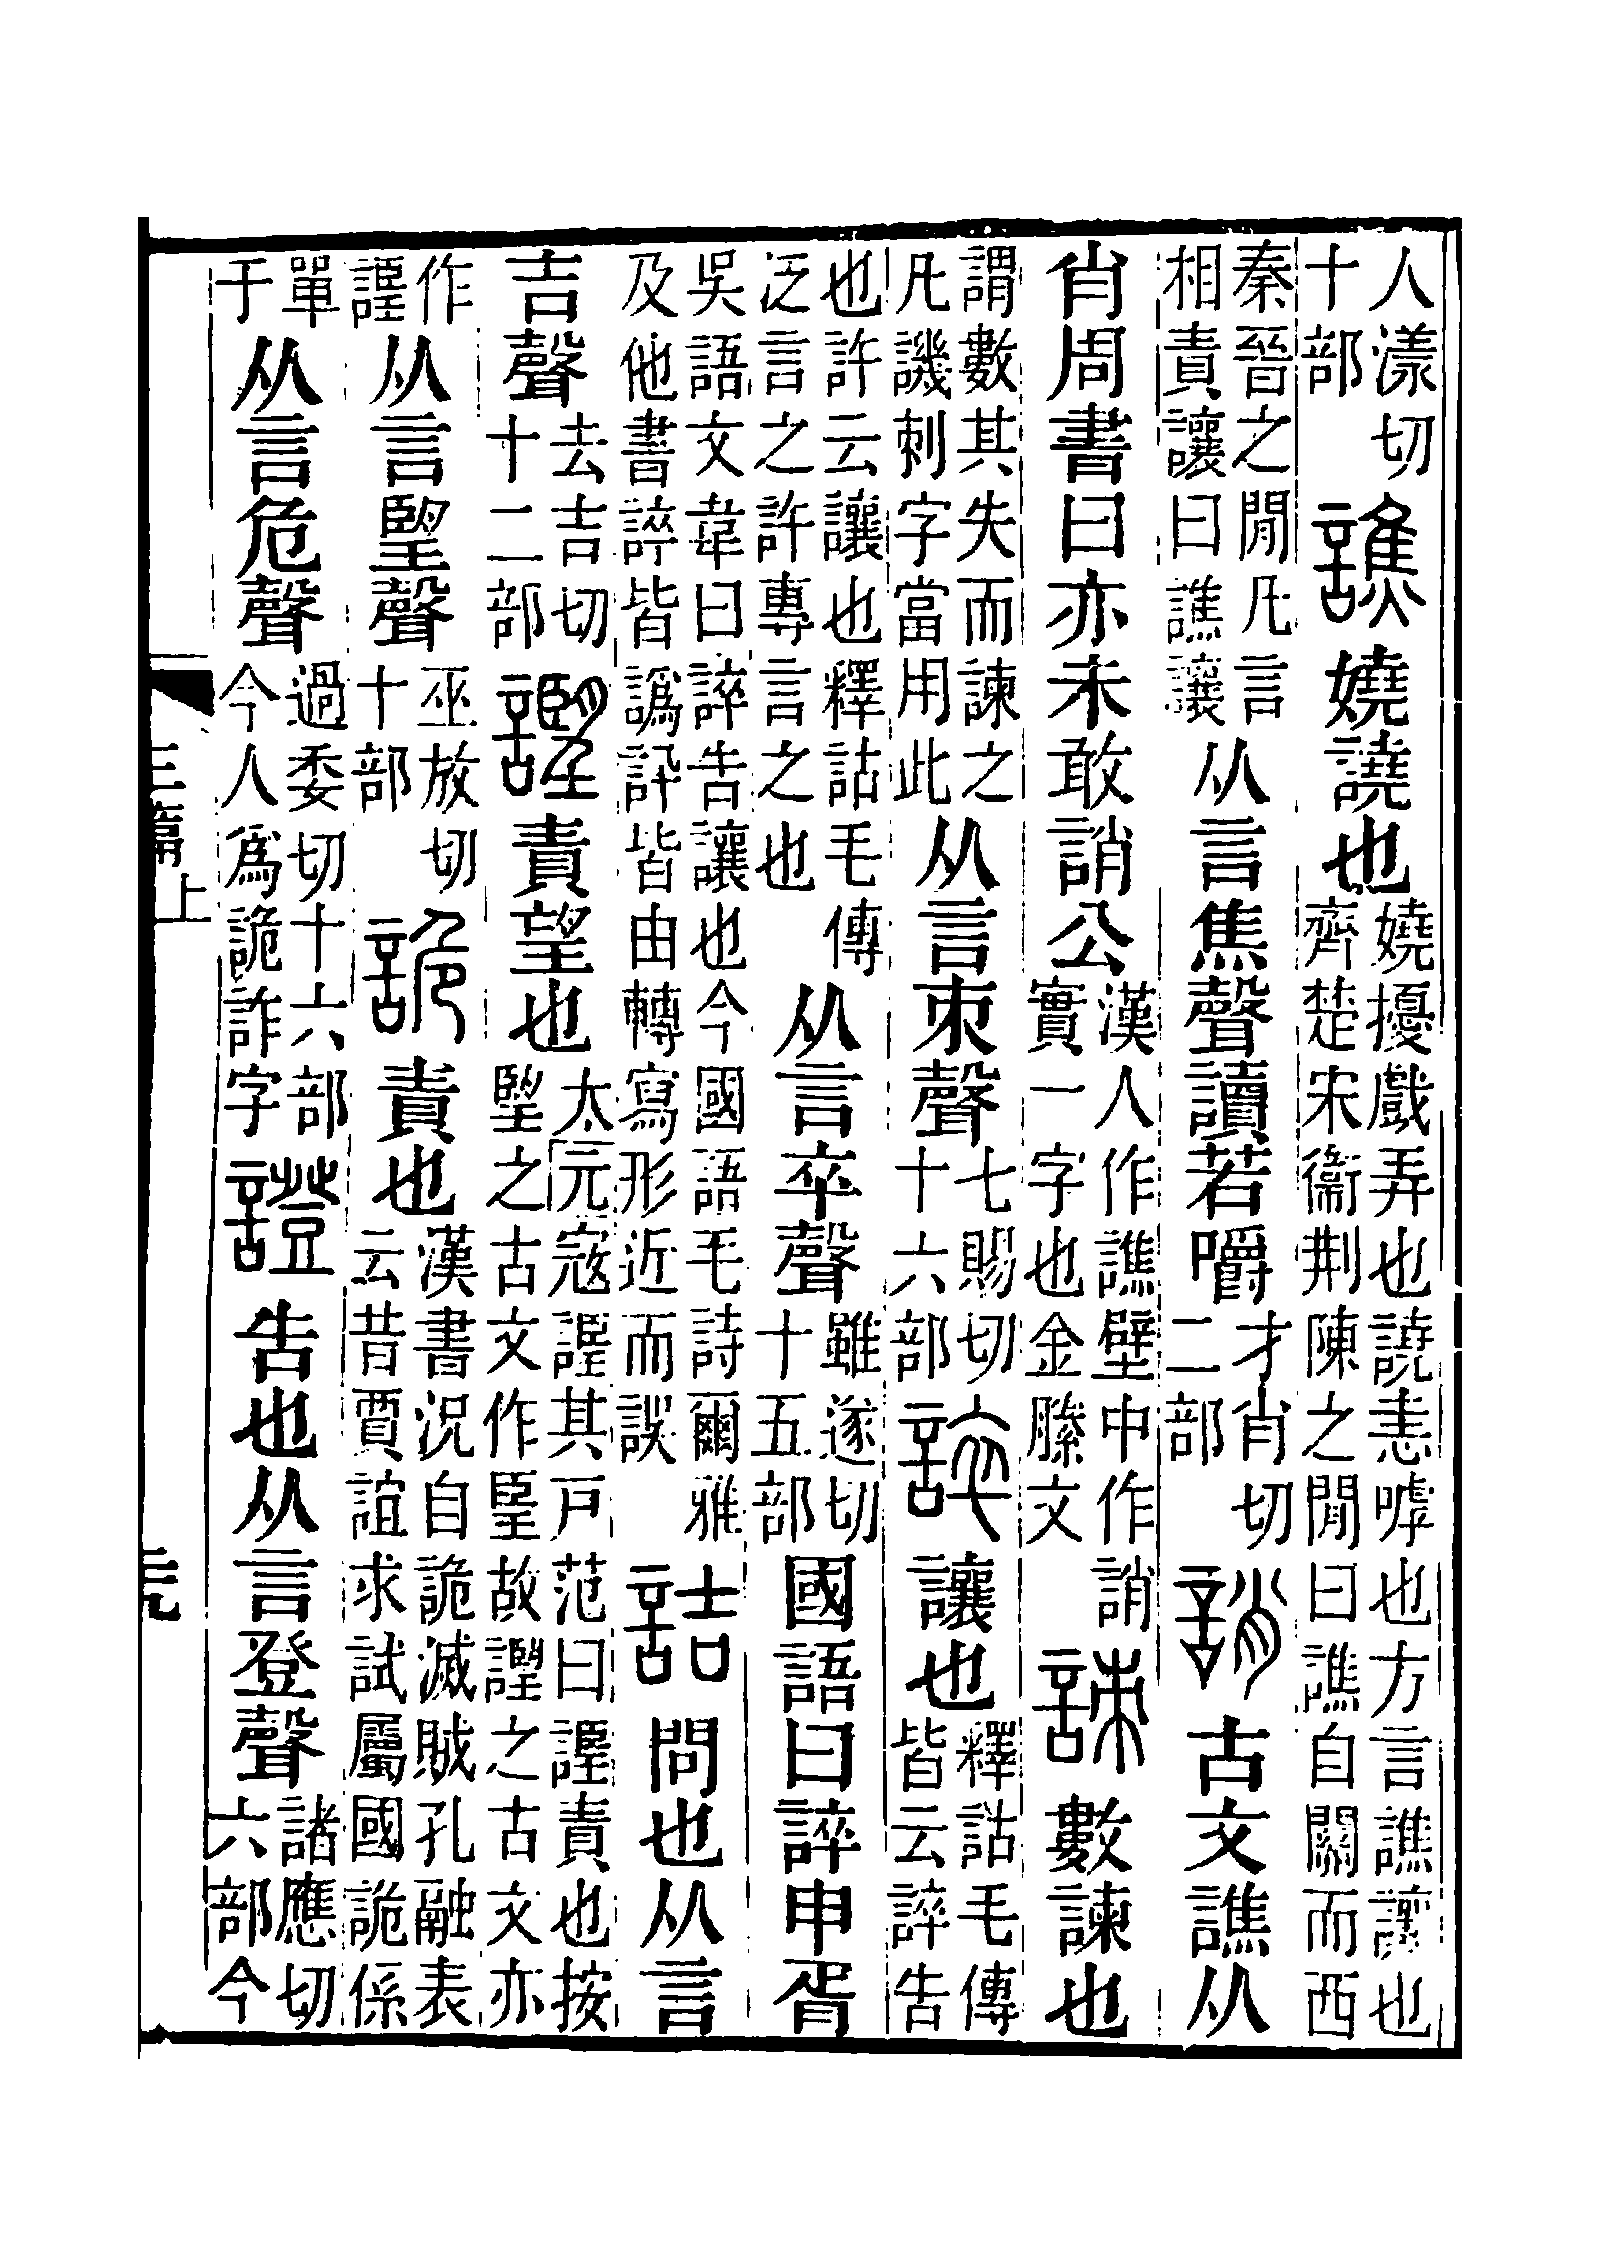 人漾切十部譙嬈譊也嬈擾戲弄也譊恚嘑也方言譙讓也齊楚宋衞荆陳之閒曰譙自關而西
秦晉之閒凡言相責讓曰譙讓从言焦聲讀若嚼才肖切二部誚古文譙从
肖周書曰亦未敢誚公漢人作譙壁中作誚實一字也金縢文𧧒數諫也
謂數其失而諫之凡譏刺字當用此从言朿聲七賜切十六部誶讓也釋詁毛傳皆云誶告
也許云讓也釋詁毛傳泛言之許專言之也从言卒聲雖遂切十五部國語曰誶申胥
吳語文韋曰誶告讓也今國語毛詩爾雅及他書誶皆譌訊皆由轉寫形近而誤詰問也从言
吉聲去吉切十二部䜃責望也太元寇其戸范曰責也按朢之古文作𦣠故䜃之古文亦
作从言朢聲巫放切十部詭責也漢書況自詭滅賊孔融表云昔賈誼求試屬國詭係
單于从言危聲過委切十六部今人爲詭詐字證告也从言登聲諸應切六部今
三篇上